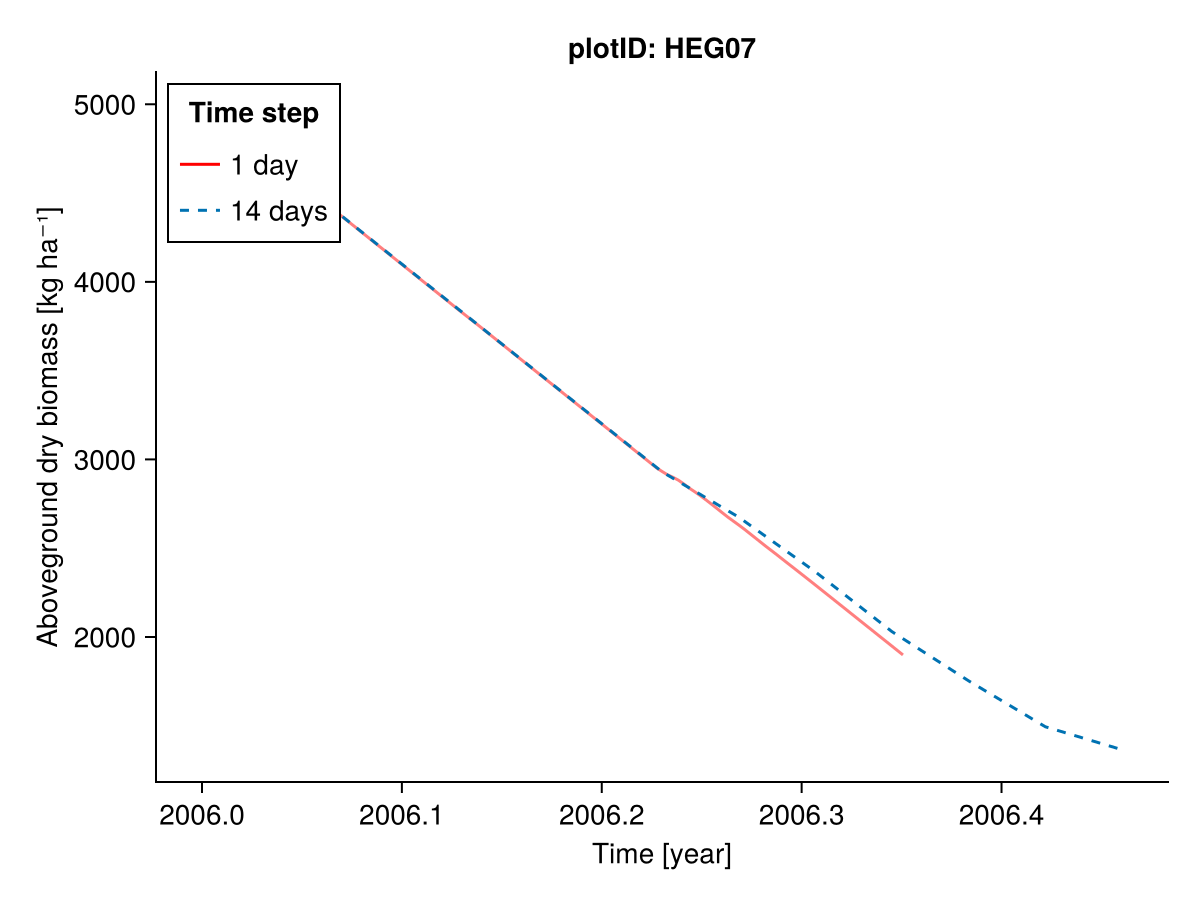 plotID: HEG07
Time step
1 day
14 days
Aboveground dry biomass [kg ha⁻¹]
5000
4000
3000
2000
2006.0
2006.1
2006.2
2006.3
2006.4
Time [year]